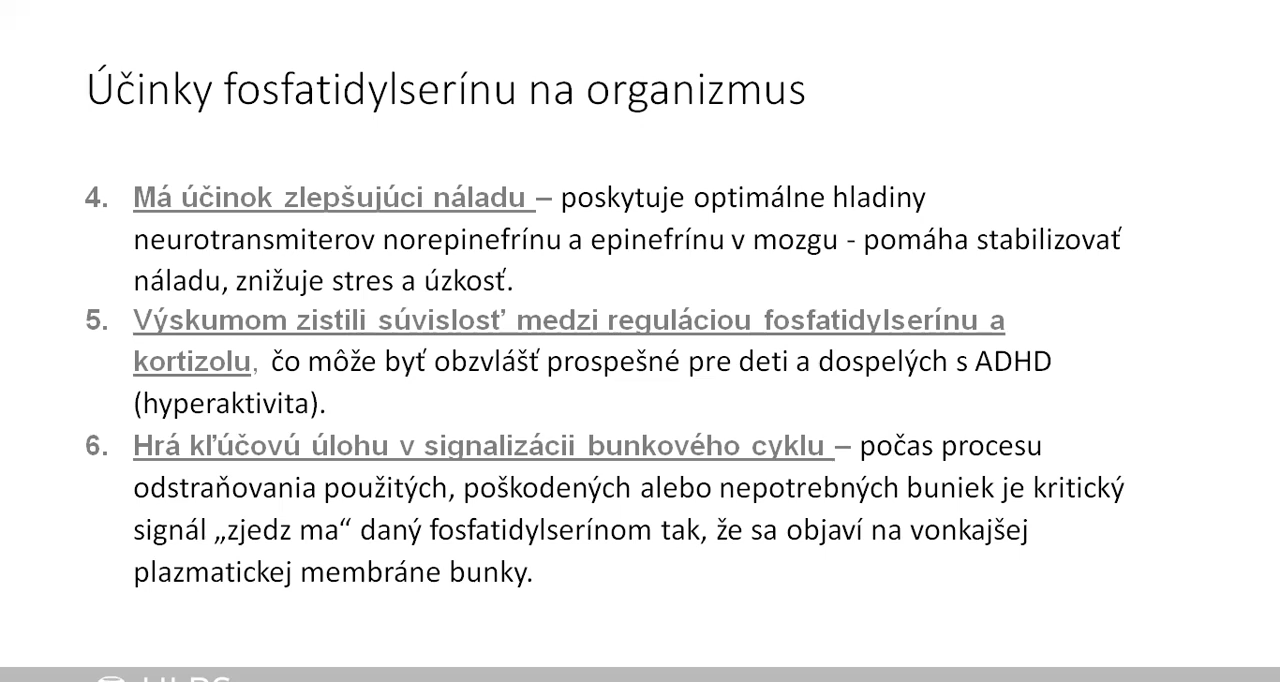 Účinky fosfatidylserínu na organizmus
4. Má účinok zlepšujúci náladu – poskytuje optimálne hladiny
neurotransmiterov norepinefrínu a epinefrínu v mozgu - pomáha stabilizovať
náladu, znižuje stres a úzkosť.
5. Výskumom zistili súvislosť medzi reguláciou fosfatidylserínu a
kortizolu, čo môže byť obzvlášť prospešné pre deti a dospelých s ADHD
(hyperaktivita).
6. Hrá kľúčovú úlohu v signalizácii bunkového cyklu – počas procesu
odstraňovania použitých, poškodených alebo nepotrebných buniek je kritický
signál „zjedz ma“ daný fosfatidylserínom tak, že sa objaví na vonkajšej
plazmatickej membráne bunky.